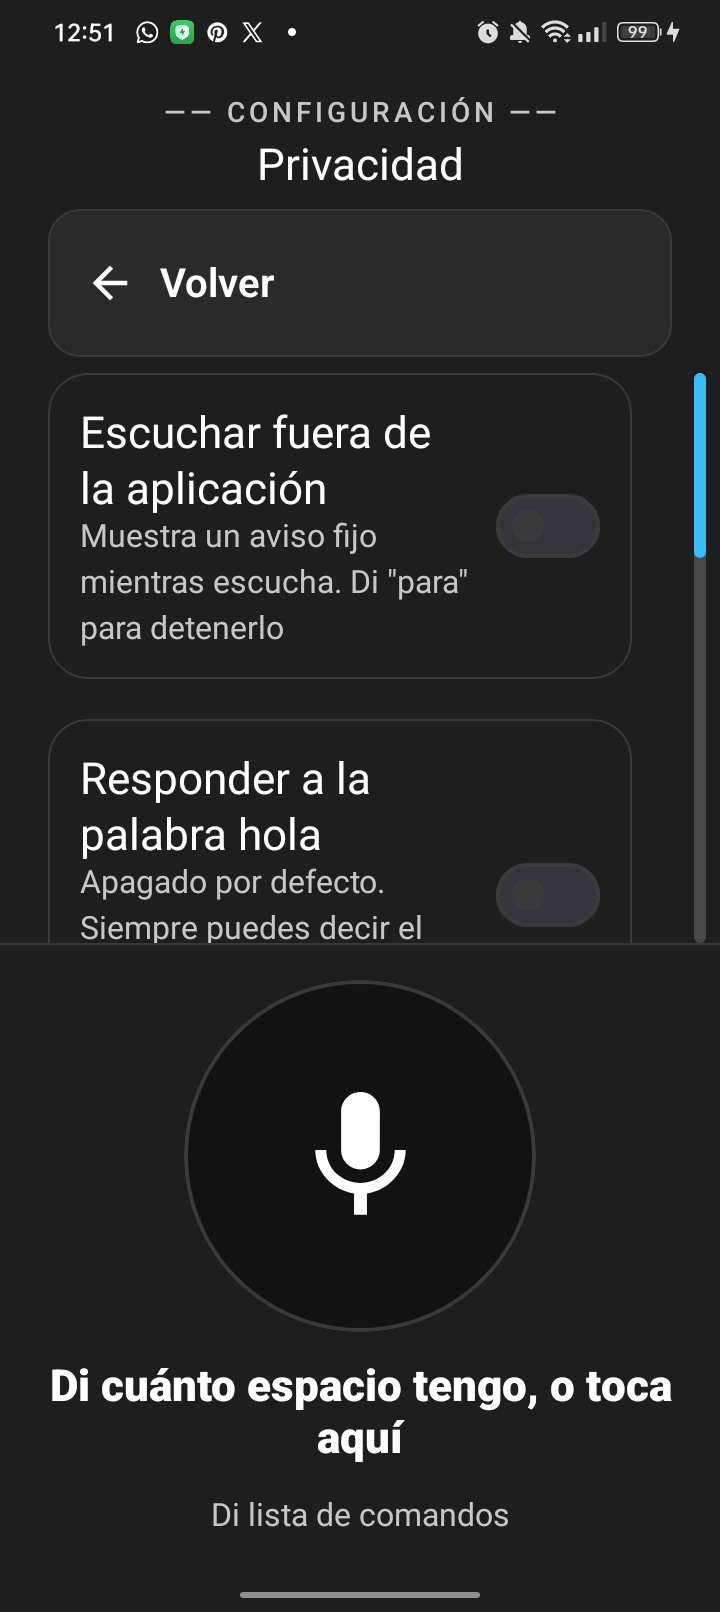 12:51
99
—— CONFIGURACIÓN ——
Privacidad
Volver
Escuchar fuera de
la aplicación
Muestra un aviso fijo
mientras escucha. Di "para"
para detenerlo
Responder a la
palabra hola
Apagado por defecto.
Siempre puedes decir el
Di cuánto espacio tengo, o toca
aquí
Di lista de comandos